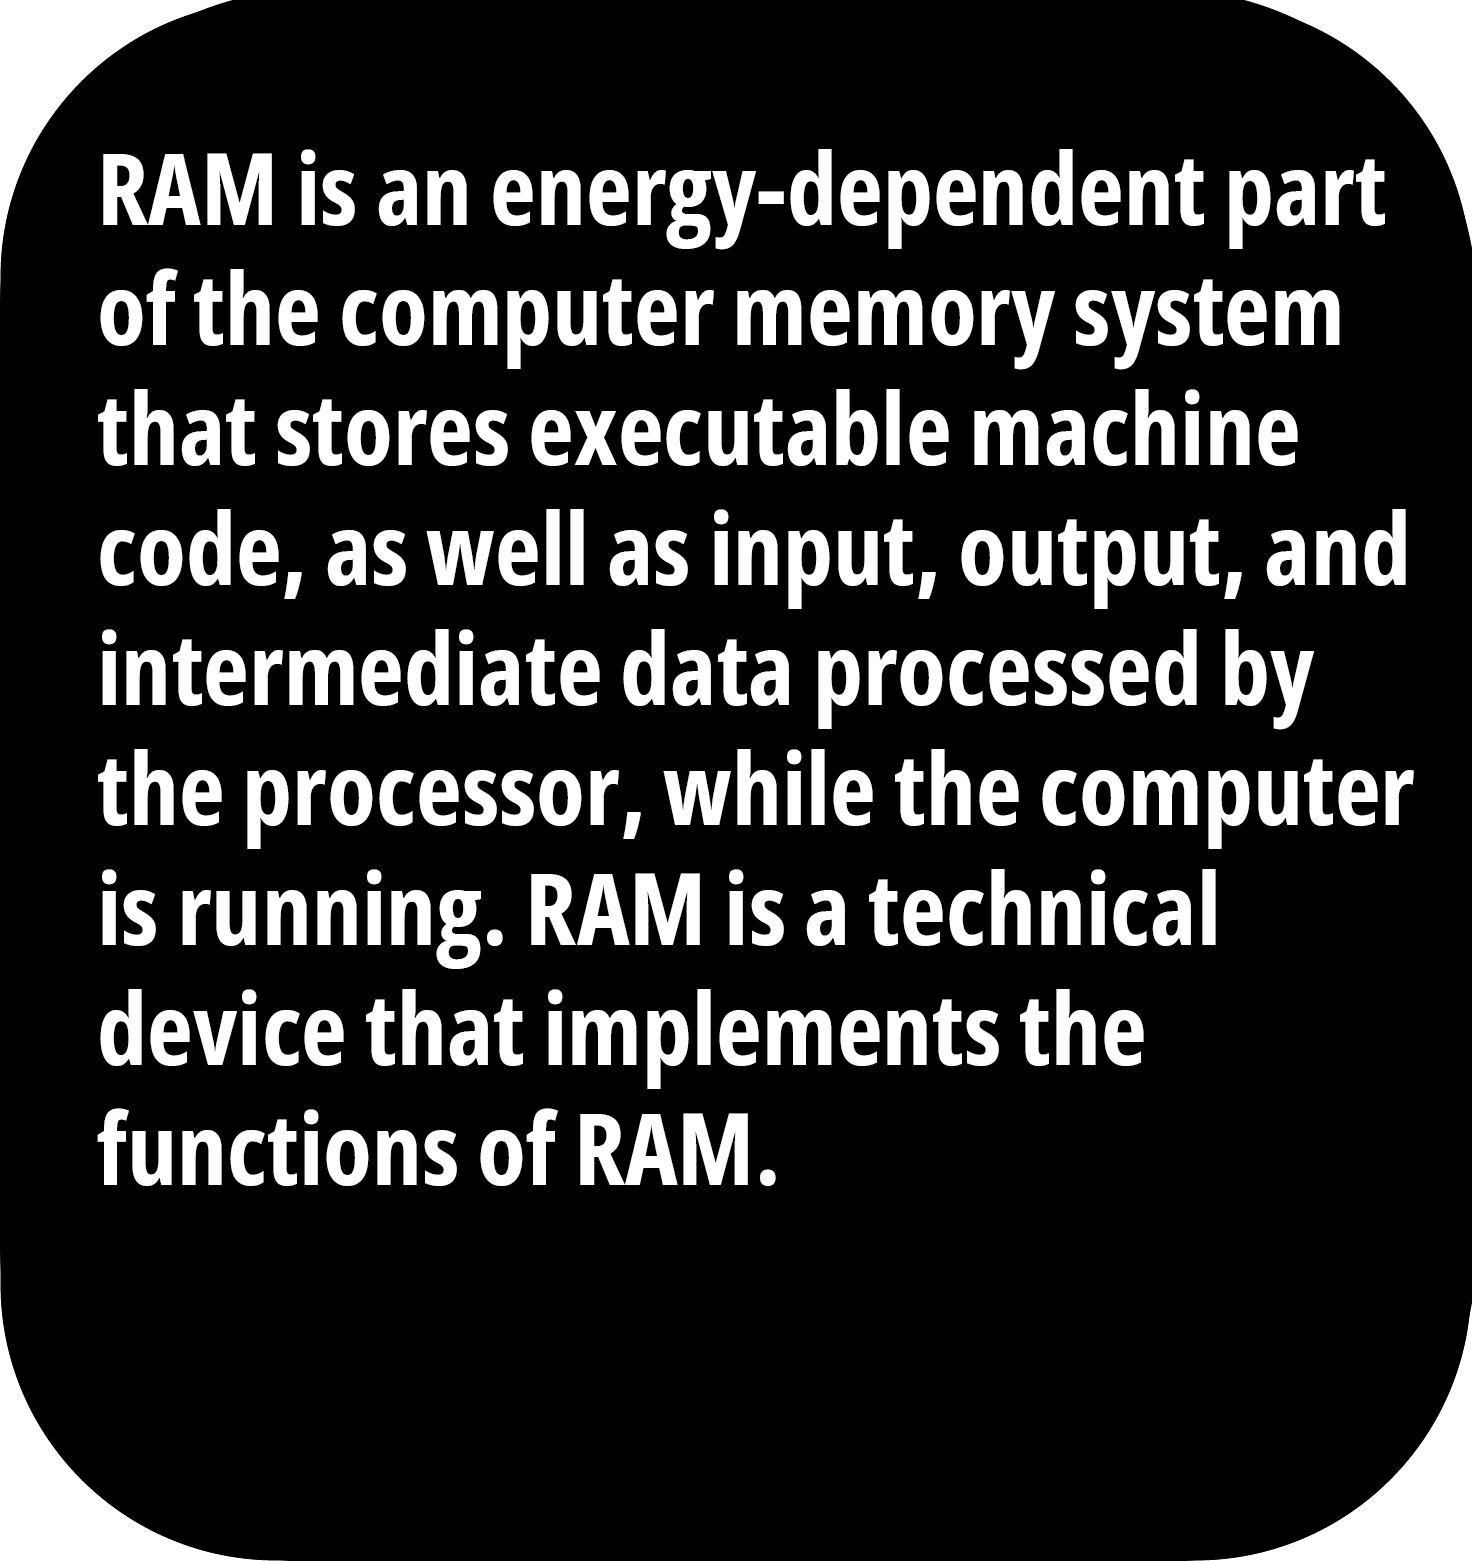 RAM is an energy-dependent part
of the computer memory system
that stores executable machine
code, as well as input, output, and
intermediate data processed by
the processor, while the computer
is running. RAM is a technical
device that implements the
functions of RAM.